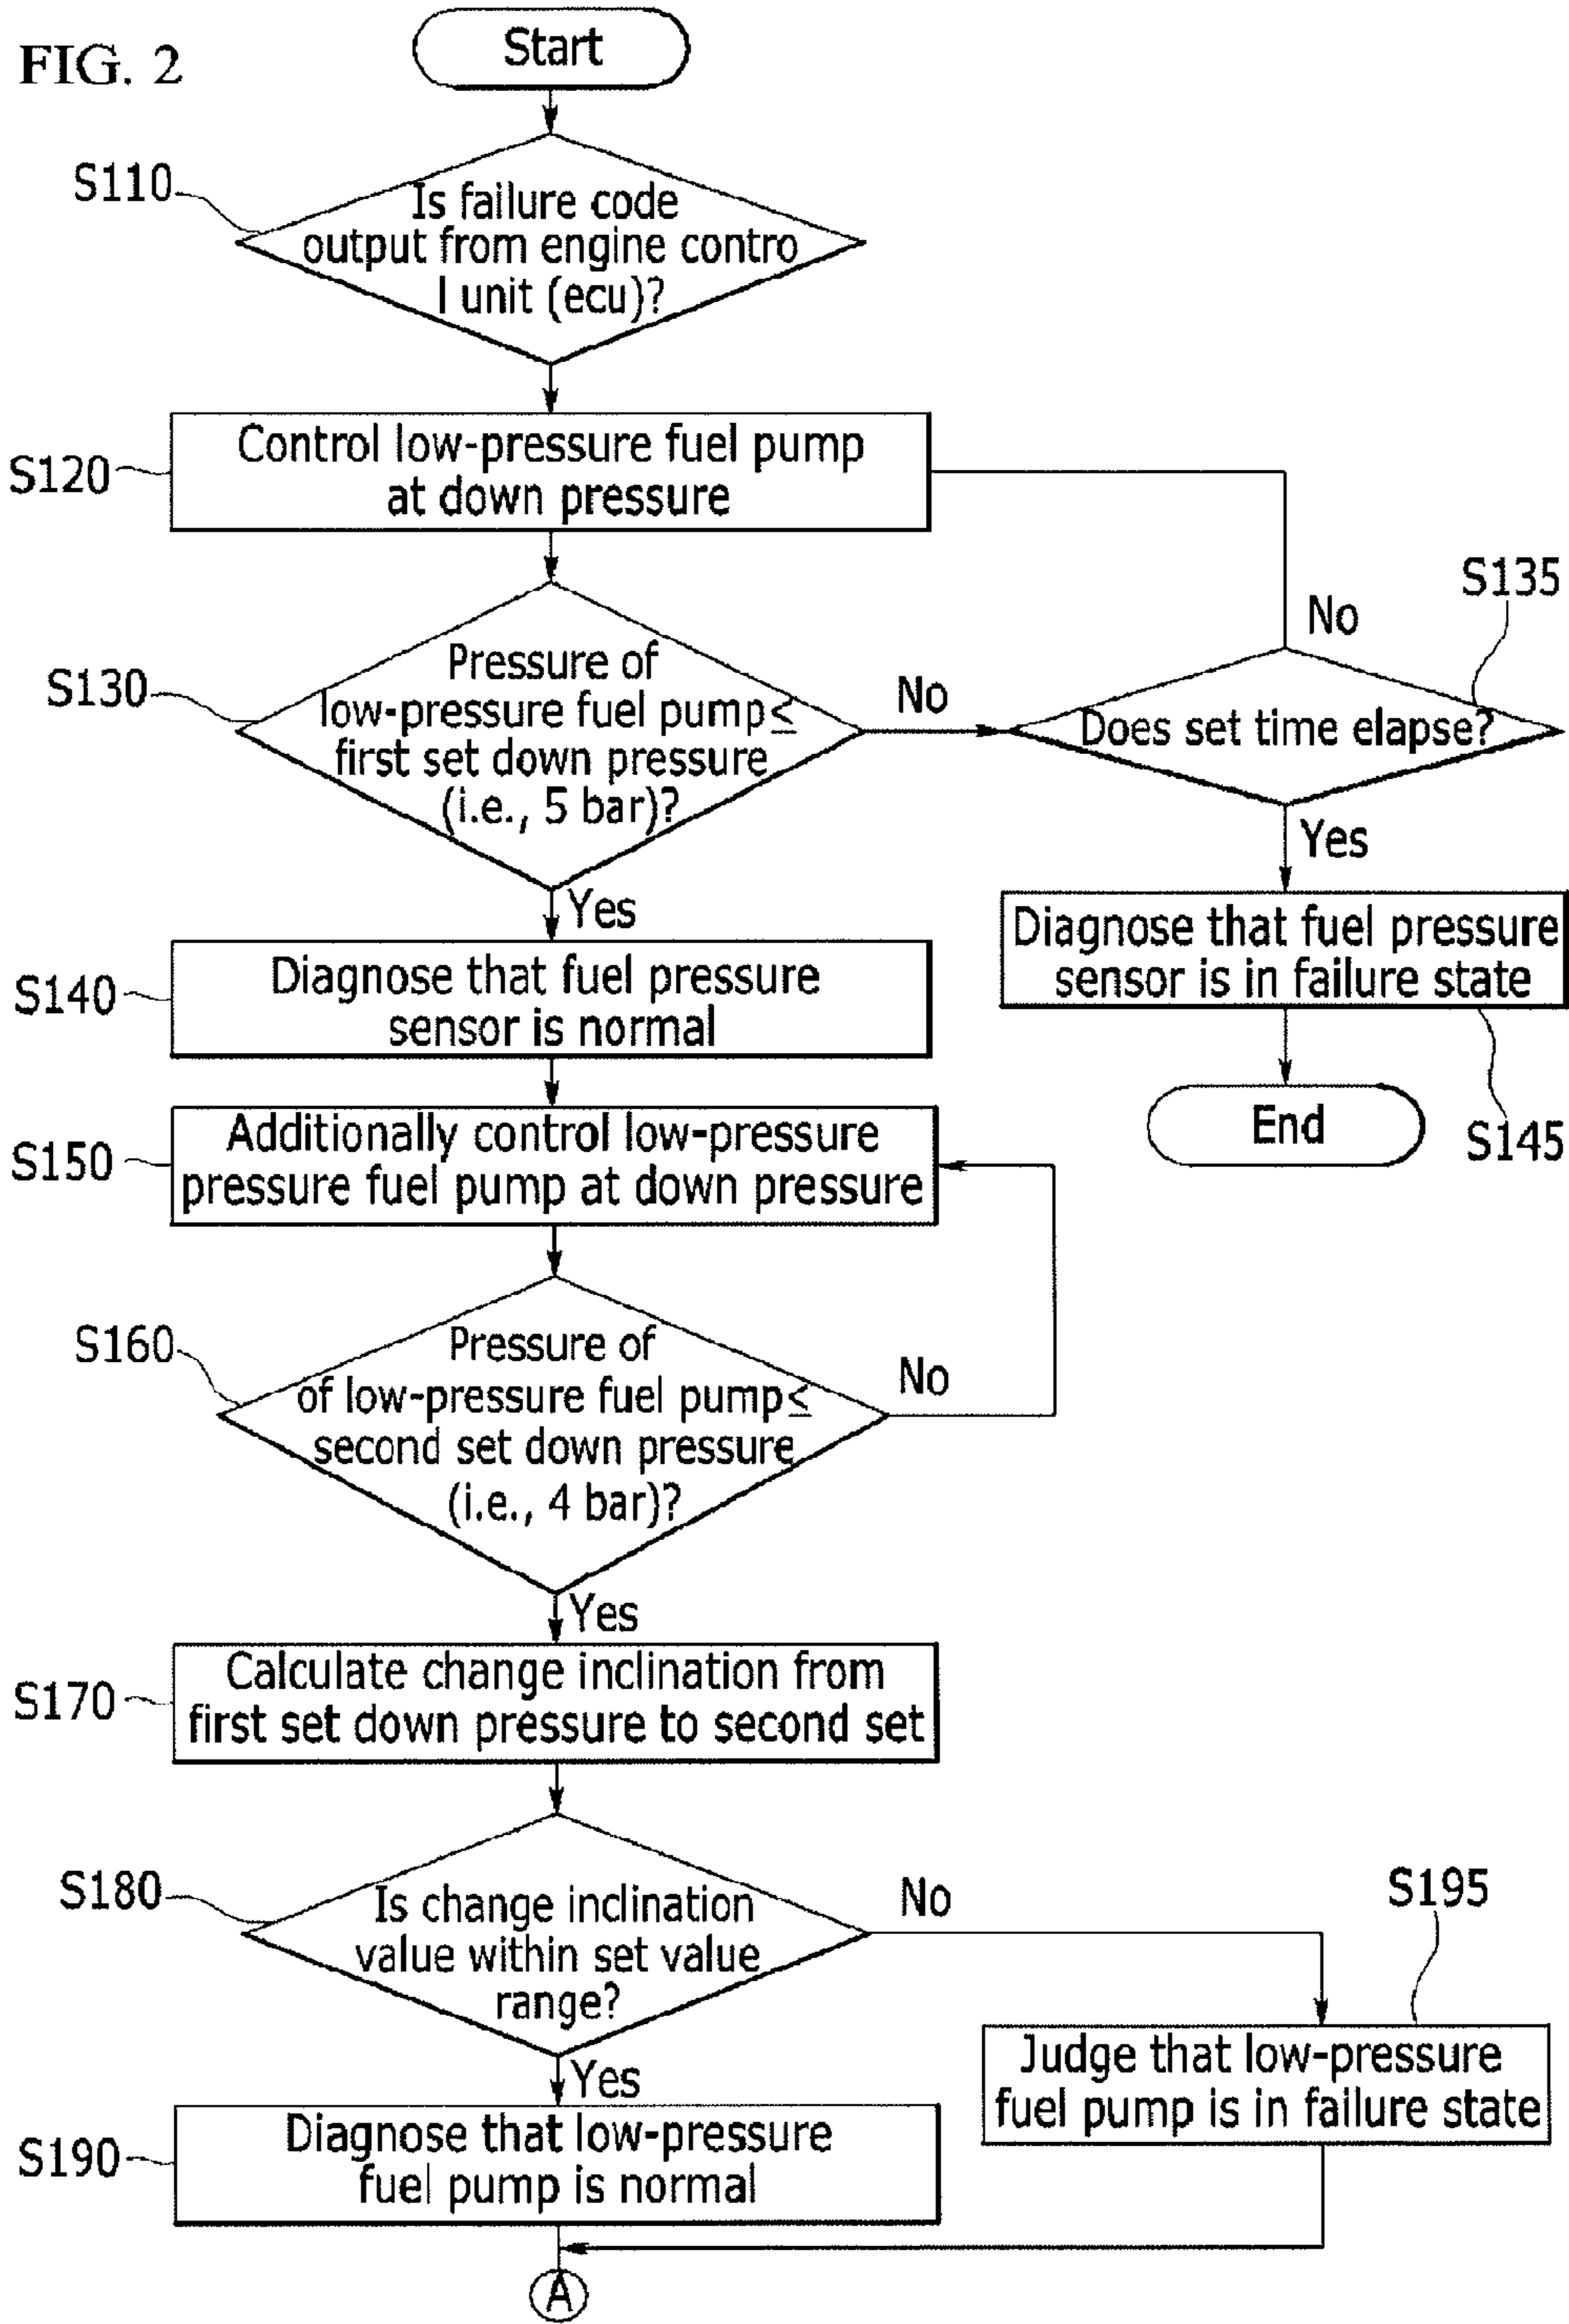 FIG. 2
Start
S110
Is failure code
output from engine contro
l unit (ecu)?
S120
Control low-pressure fuel pump
at down pressure
S130
Pressure of
low-pressure fuel pump≤
first set down pressure
(i.e., 5 bar)?
No
S135
No
Does set time elapse?
Yes
Yes
Diagnose that fuel pressure
sensor is in failure state
S145
End
S140
Diagnose that fuel pressure
sensor is normal
S150
Additionally control low-pressure
pressure fuel pump at down pressure
S160
Pressure of
of low-pressure fuel pump≤
second set down pressure
(i.e., 4 bar)?
No
Yes
S170
Calculate change inclination from
first set down pressure to second set
S180
Is change inclination
value within set value
range?
No
S195
Judge that low-pressure
fuel pump is in failure state
Yes
S190
Diagnose that low-pressure
fuel pump is normal
A